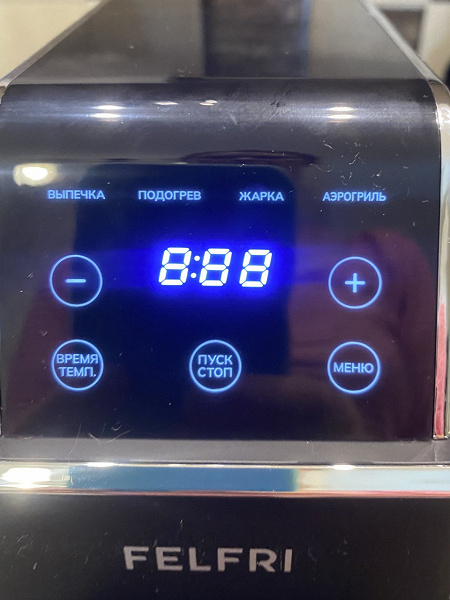 ВЫПЕЧКА ПОДОГРЕВ ЖАРКА АЭРОГРИЛЬ
− 8:88 +
ВРЕМЯ
ТЕМП.
ПУСК
СТОП
МЕНЮ
FELFRI